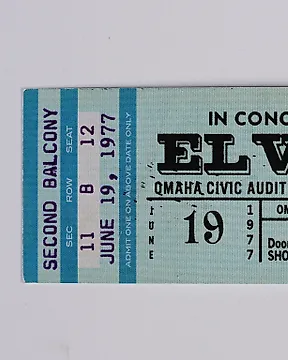 SECOND BALCONY
SEC ROW SEAT
11 B 12
JUNE 19, 1977
ADMIT ONE ON ABOVE DATE ONLY
IN CONC
ELV
OMAHA CIVIC AUDIT
JUNE 19 1977
OM
Doo
SHO